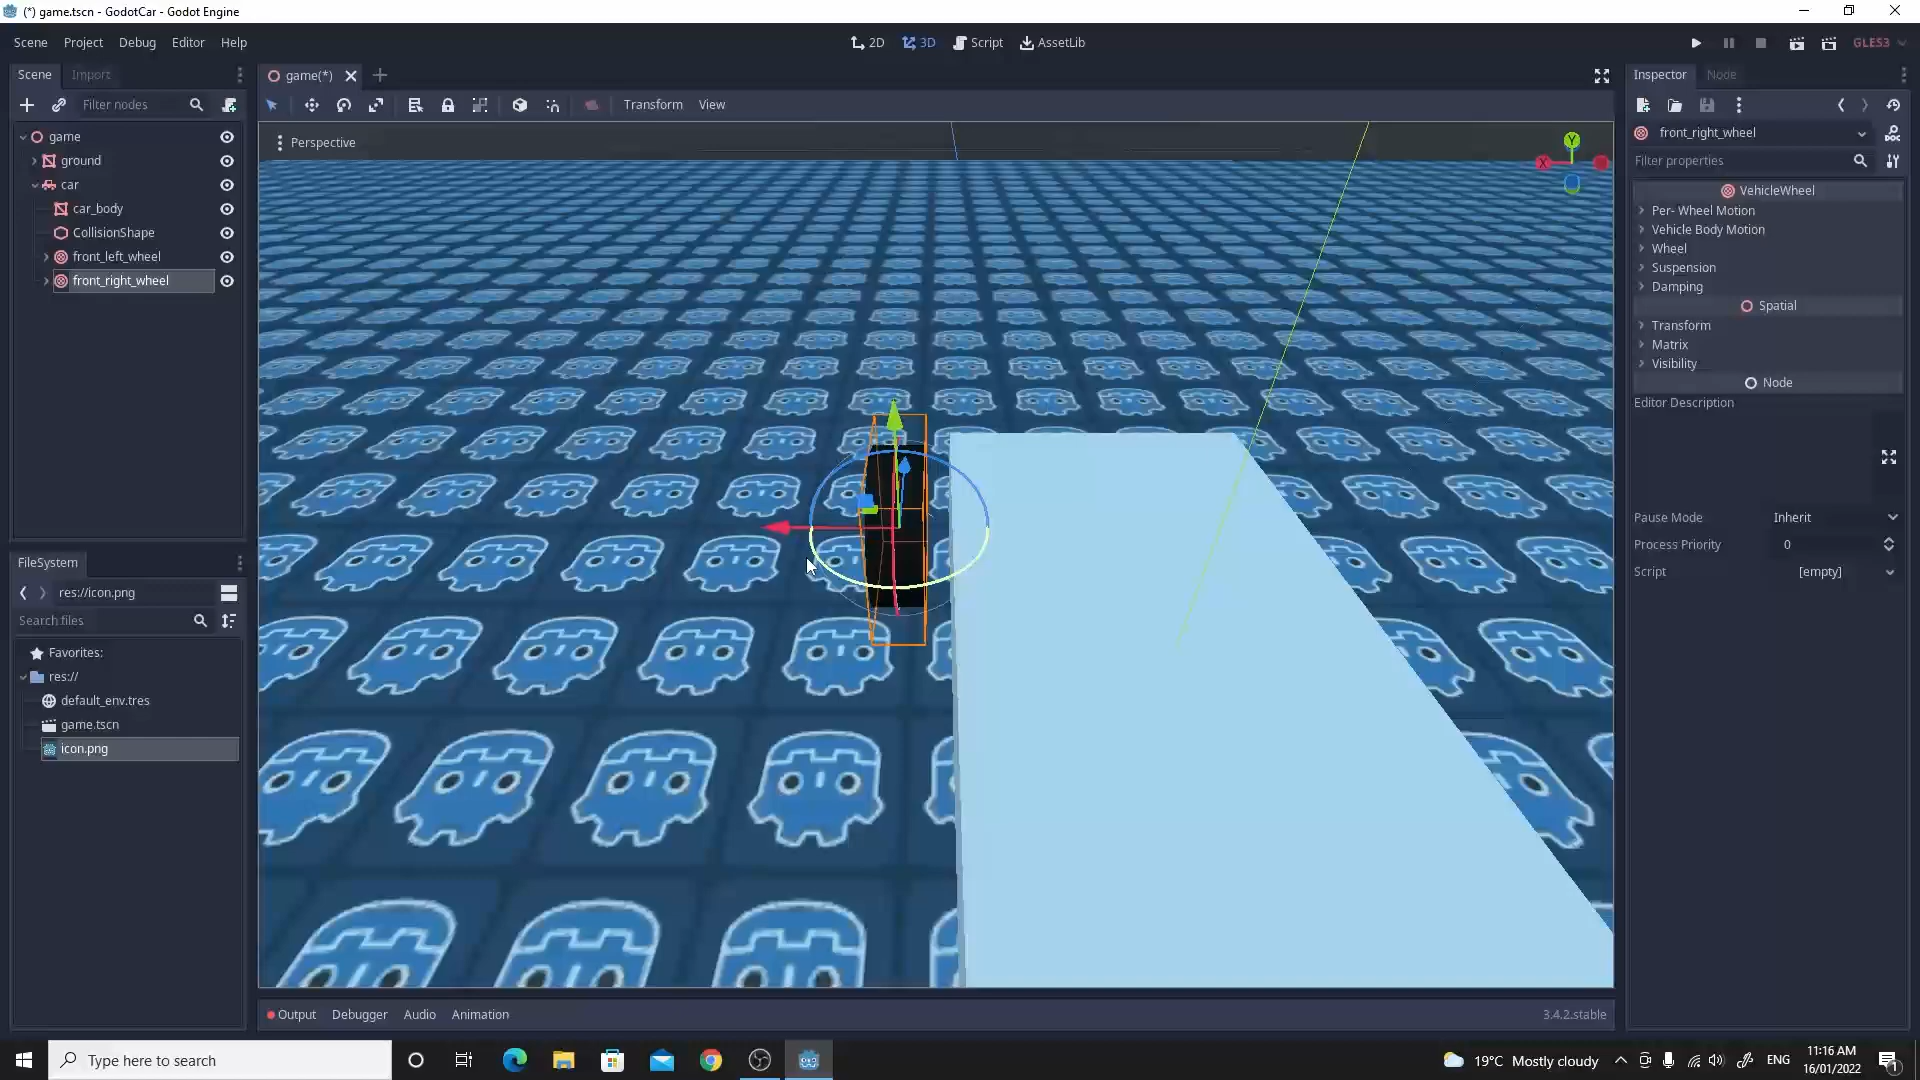 (*) game.tscn - GodotCar - Godot Engine
Scene Project Debug Editor Help
2D 3D Script AssetLib
GLES3
Scene Import
game(*)
Inspector Node
Filter nodes
Transform View
game
ground
car
car_body
CollisionShape
front_left_wheel
front_right_wheel
Perspective
Y
X
front_right_wheel
Filter properties
VehicleWheel
Per- Wheel Motion
Vehicle Body Motion
Wheel
Suspension
Damping
Spatial
Transform
Matrix
Visibility
Node
Editor Description
Pause Mode Inherit
Process Priority 0
Script [empty]
FileSystem
res://icon.png
Search files
Favorites:
res://
default_env.tres
game.tscn
icon.png
Output Debugger Audio Animation
3.4.2.stable
Type here to search
19°C Mostly cloudy
ENG
11:16 AM
16/01/2022
1